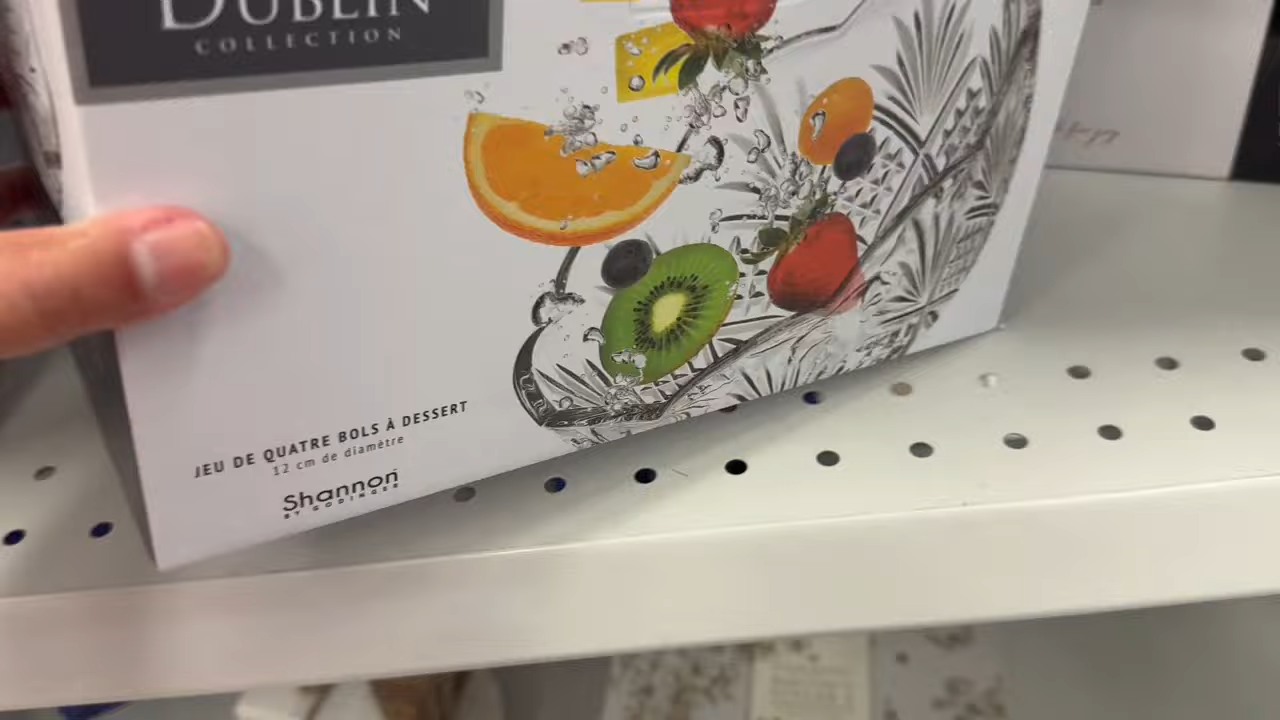 DUBLIN
COLLECTION
JEU DE QUATRE BOLS À DESSERT
12 cm de diamètre
Shannon
BY GODINGER